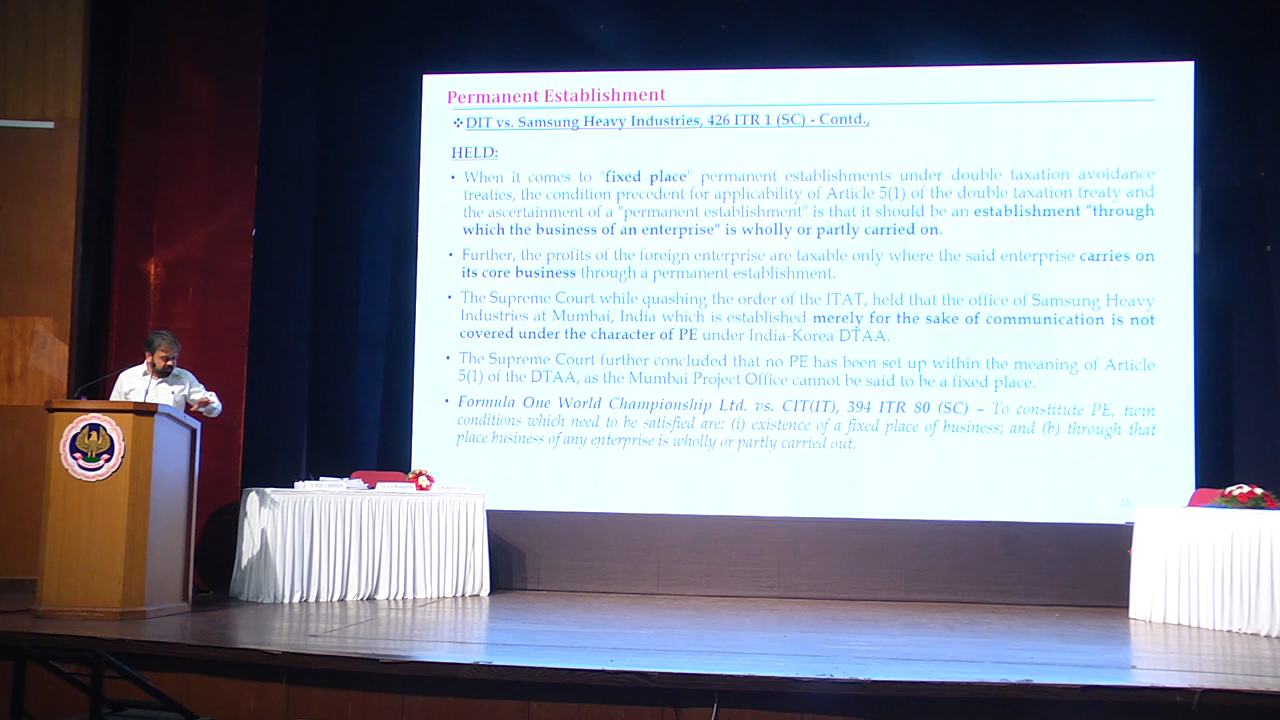 Permanent Establishment
❖DIT vs. Samsung Heavy Industries, 426 ITR 1 (SC) - Contd.,
HELD:
• When it comes to "fixed place" permanent establishments under double taxation avoidance
treaties, the condition precedent for applicability of Article 5(1) of the double taxation treaty and
the ascertainment of a "permanent establishment" is that it should be an establishment "through
which the business of an enterprise" is wholly or partly carried on.
• Further, the profits of the foreign enterprise are taxable only where the said enterprise carries on
its core business through a permanent establishment.
• The Supreme Court while quashing the order of the ITAT, held that the office of Samsung Heavy
Industries at Mumbai, India which is established merely for the sake of communication is not
covered under the character of PE under India-Korea DTAA.
• The Supreme Court further concluded that no PE has been set up within the meaning of Article
5(1) of the DTAA, as the Mumbai Project Office cannot be said to be a fixed place.
• Formula One World Championship Ltd. vs. CIT(IT), 394 ITR 80 (SC) – To constitute PE, twin
conditions which need to be satisfied are: (i) existence of a fixed place of business; and (b) through that
place business of any enterprise is wholly or partly carried out.